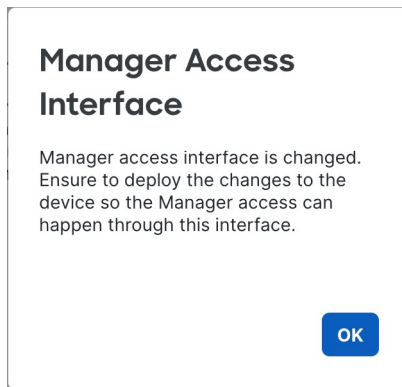 Manager Access
Interface
Manager access interface is changed.
Ensure to deploy the changes to the
device so the Manager access can
happen through this interface.
OK